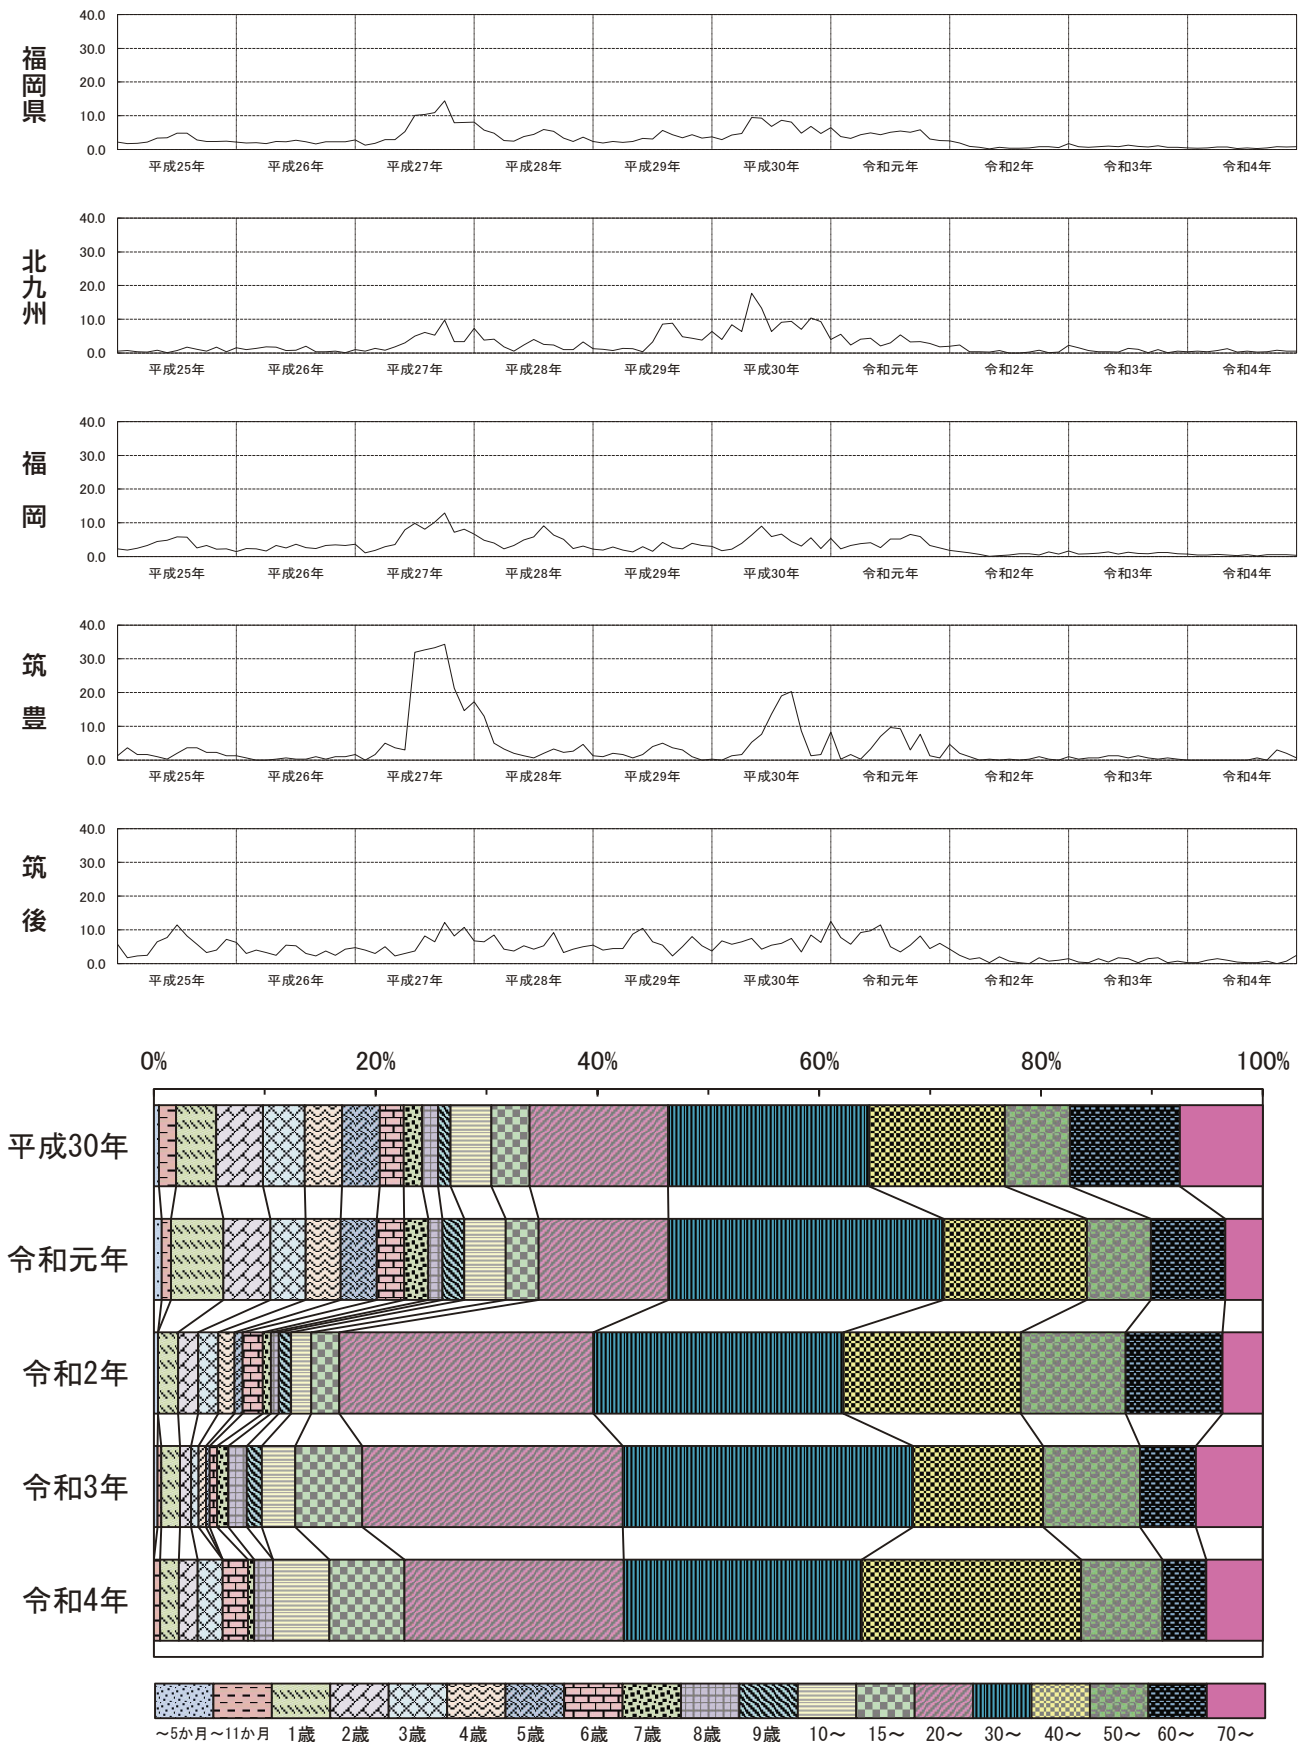 福岡県
40.0
30.0
20.0
10.0
0.0
平成25年 平成26年 平成27年 平成28年 平成29年 平成30年 令和元年 令和2年 令和3年 令和4年
北九州
40.0
30.0
20.0
10.0
0.0
平成25年 平成26年 平成27年 平成28年 平成29年 平成30年 令和元年 令和2年 令和3年 令和4年
福岡
40.0
30.0
20.0
10.0
0.0
平成25年 平成26年 平成27年 平成28年 平成29年 平成30年 令和元年 令和2年 令和3年 令和4年
筑豊
40.0
30.0
20.0
10.0
0.0
平成25年 平成26年 平成27年 平成28年 平成29年 平成30年 令和元年 令和2年 令和3年 令和4年
筑後
40.0
30.0
20.0
10.0
0.0
平成25年 平成26年 平成27年 平成28年 平成29年 平成30年 令和元年 令和2年 令和3年 令和4年
0% 20% 40% 60% 80% 100%
平成30年
令和元年
令和2年
令和3年
令和4年
～5か月 ～11か月 1歳 2歳 3歳 4歳 5歳 6歳 7歳 8歳 9歳 10～ 15～ 20～ 30～ 40～ 50～ 60～ 70～